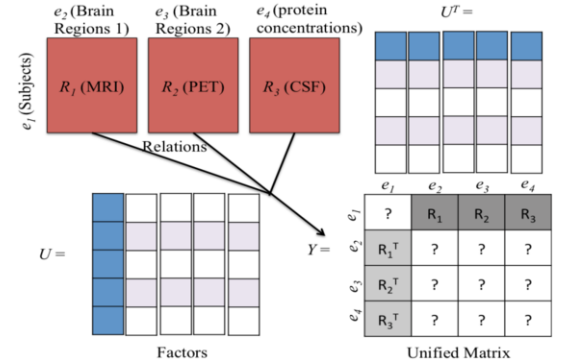 e2 (Brain Regions 1)
e3 (Brain Regions 2)
e4 (protein concentrations)
U^T =
e1 (Subjects)
R1 (MRI)
R2 (PET)
R3 (CSF)
Relations
U =
Factors
Y =
e1 e2 e3 e4
e1 ? R1 R2 R3
e2 R1^T ? ? ?
e3 R2^T ? ? ?
e4 R3^T ? ? ?
Unified Matrix